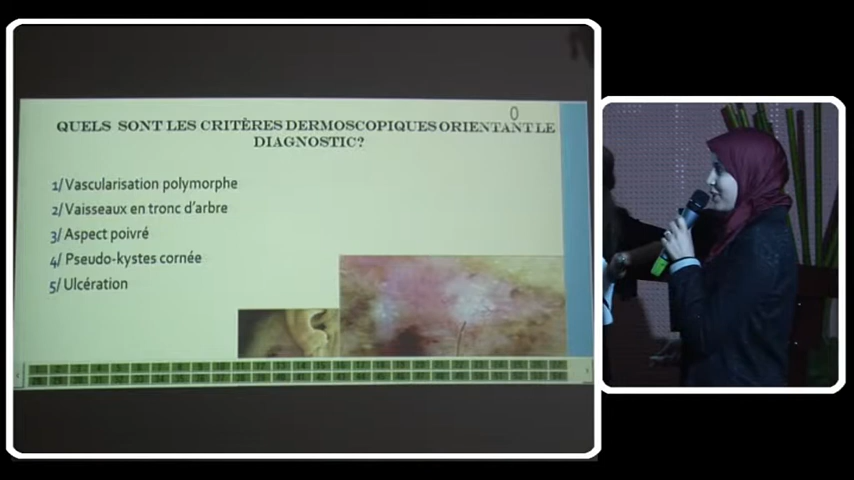 0
QUELS SONT LES CRITÈRES DERMOSCOPIQUES ORIENTANT LE
DIAGNOSTIC?
1/ Vascularisation polymorphe
2/ Vaisseaux en tronc d'arbre
3/ Aspect poivré
4/ Pseudo-kystes cornée
5/ Ulcération